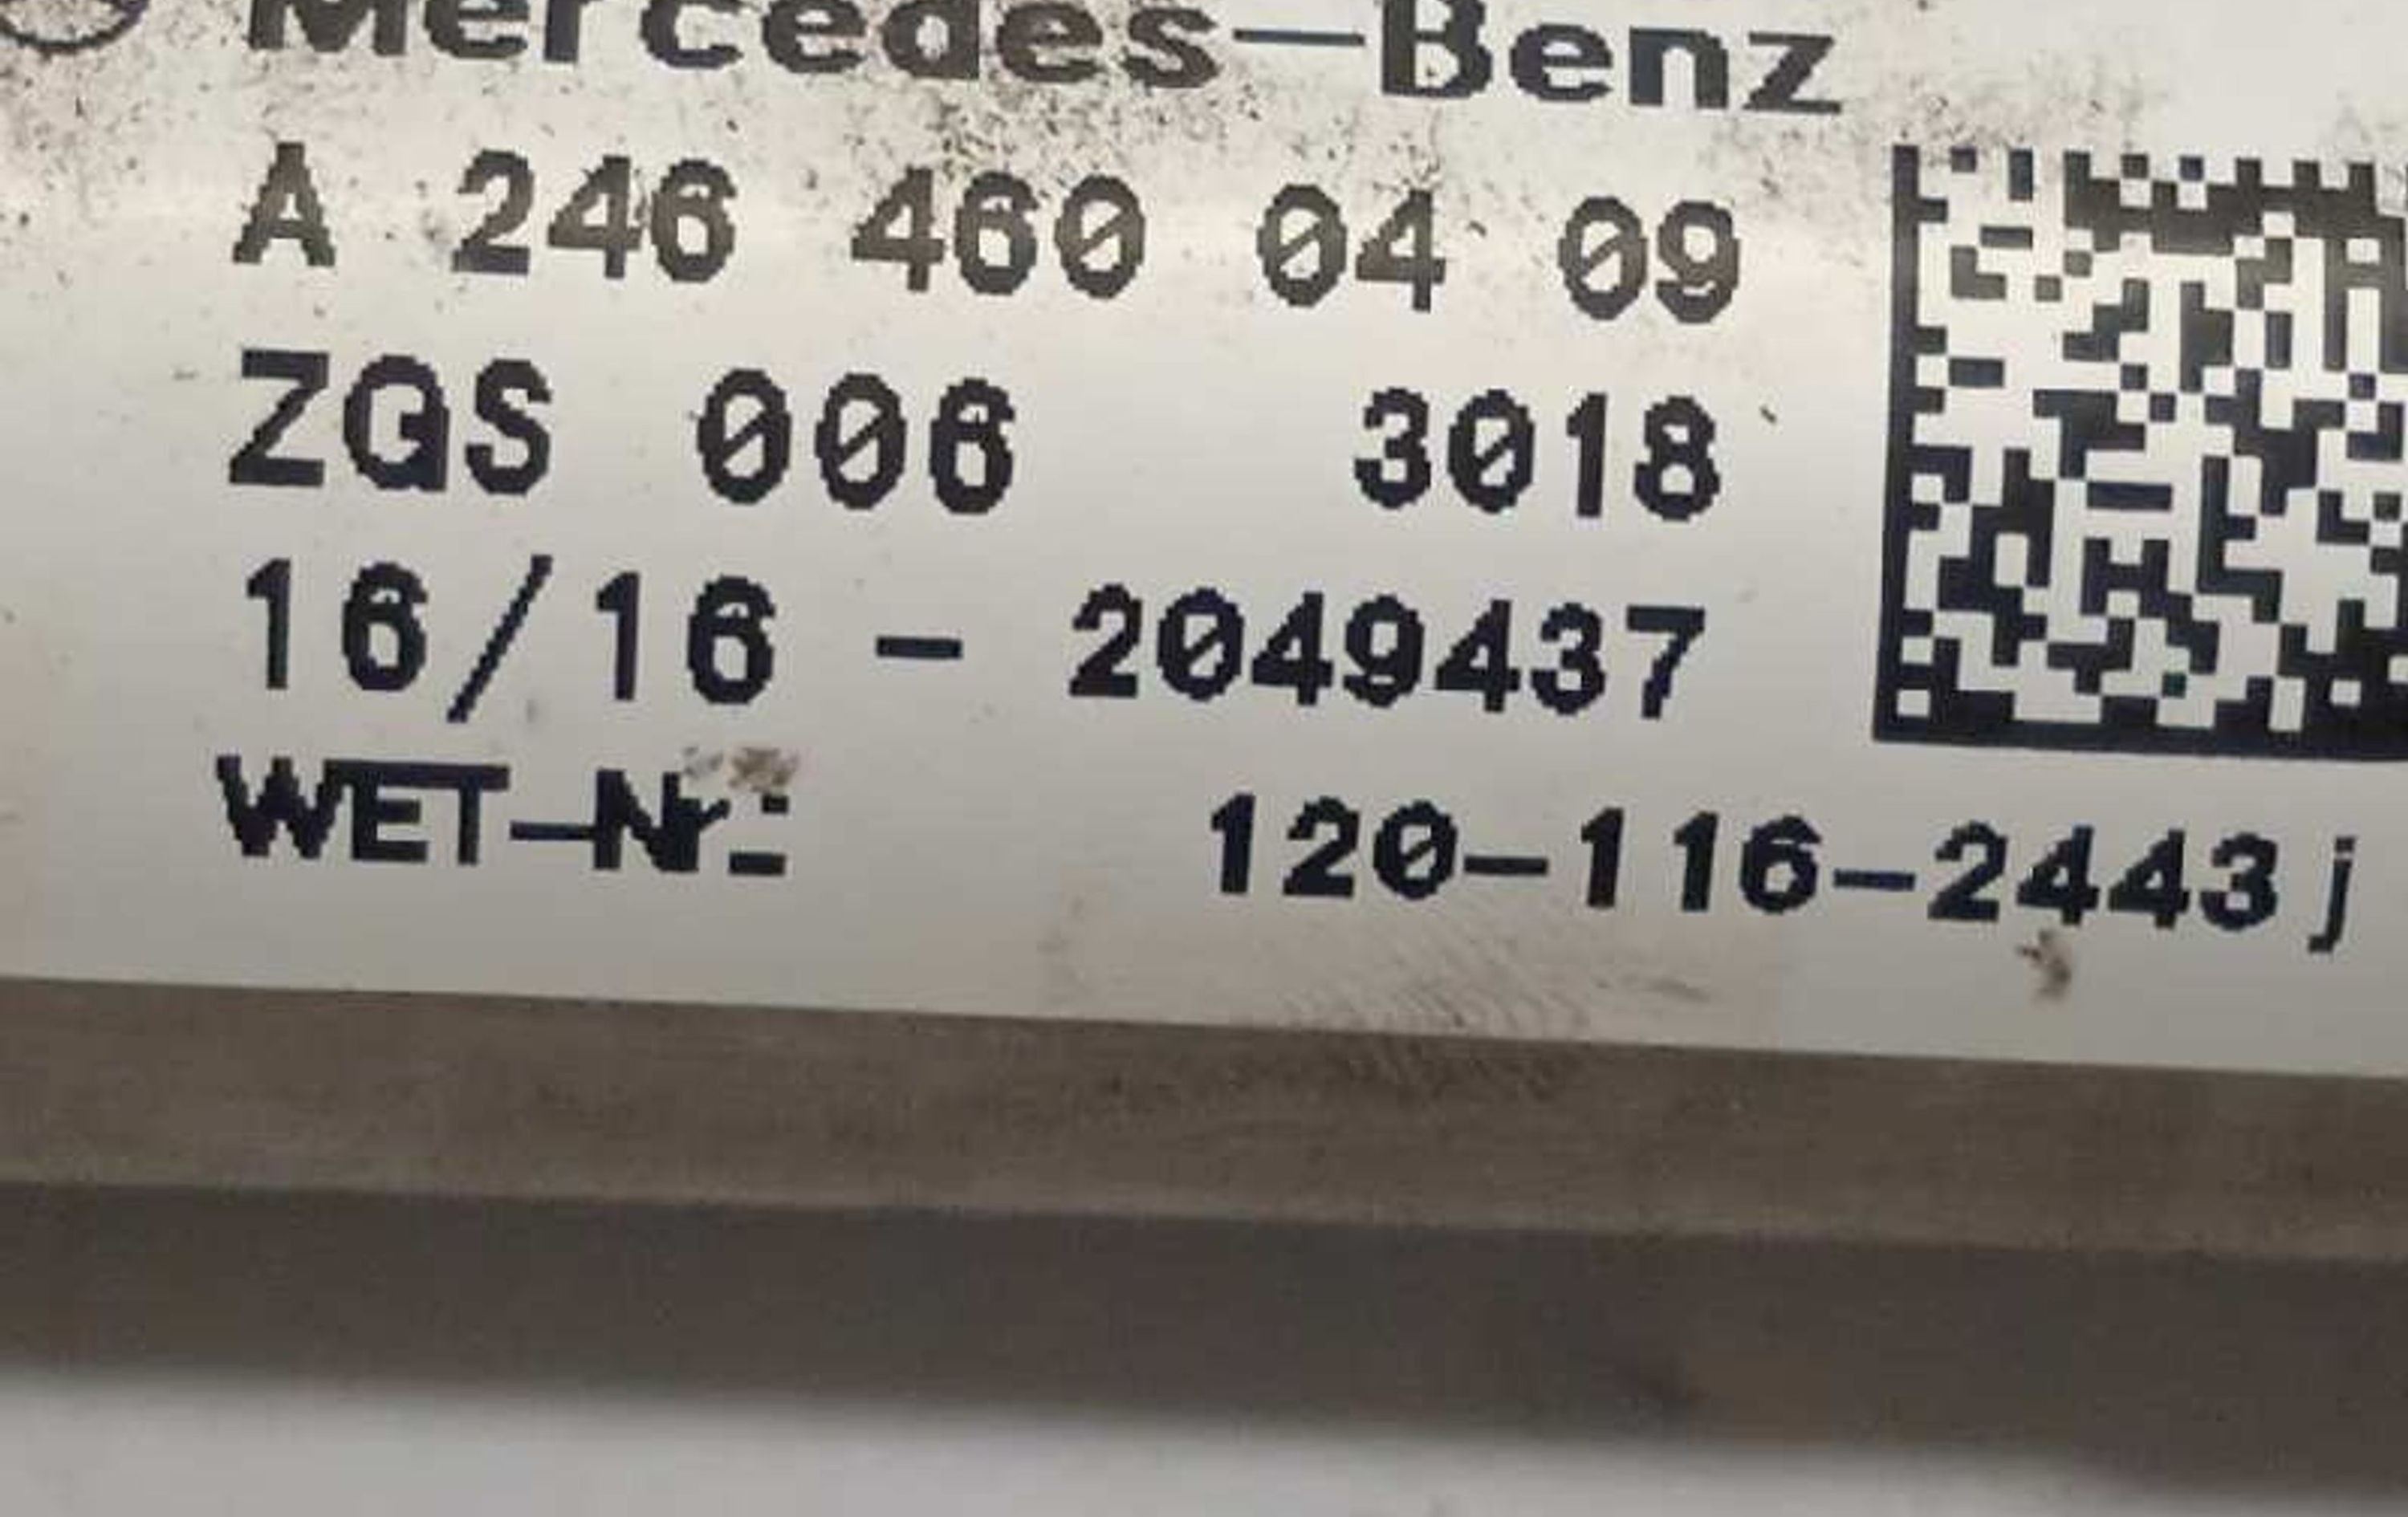 Mercedes-Benz
A 246 460 04 09
ZGS 006 3018
16/16 - 2049437
WET-Nr: 120-116-2443j